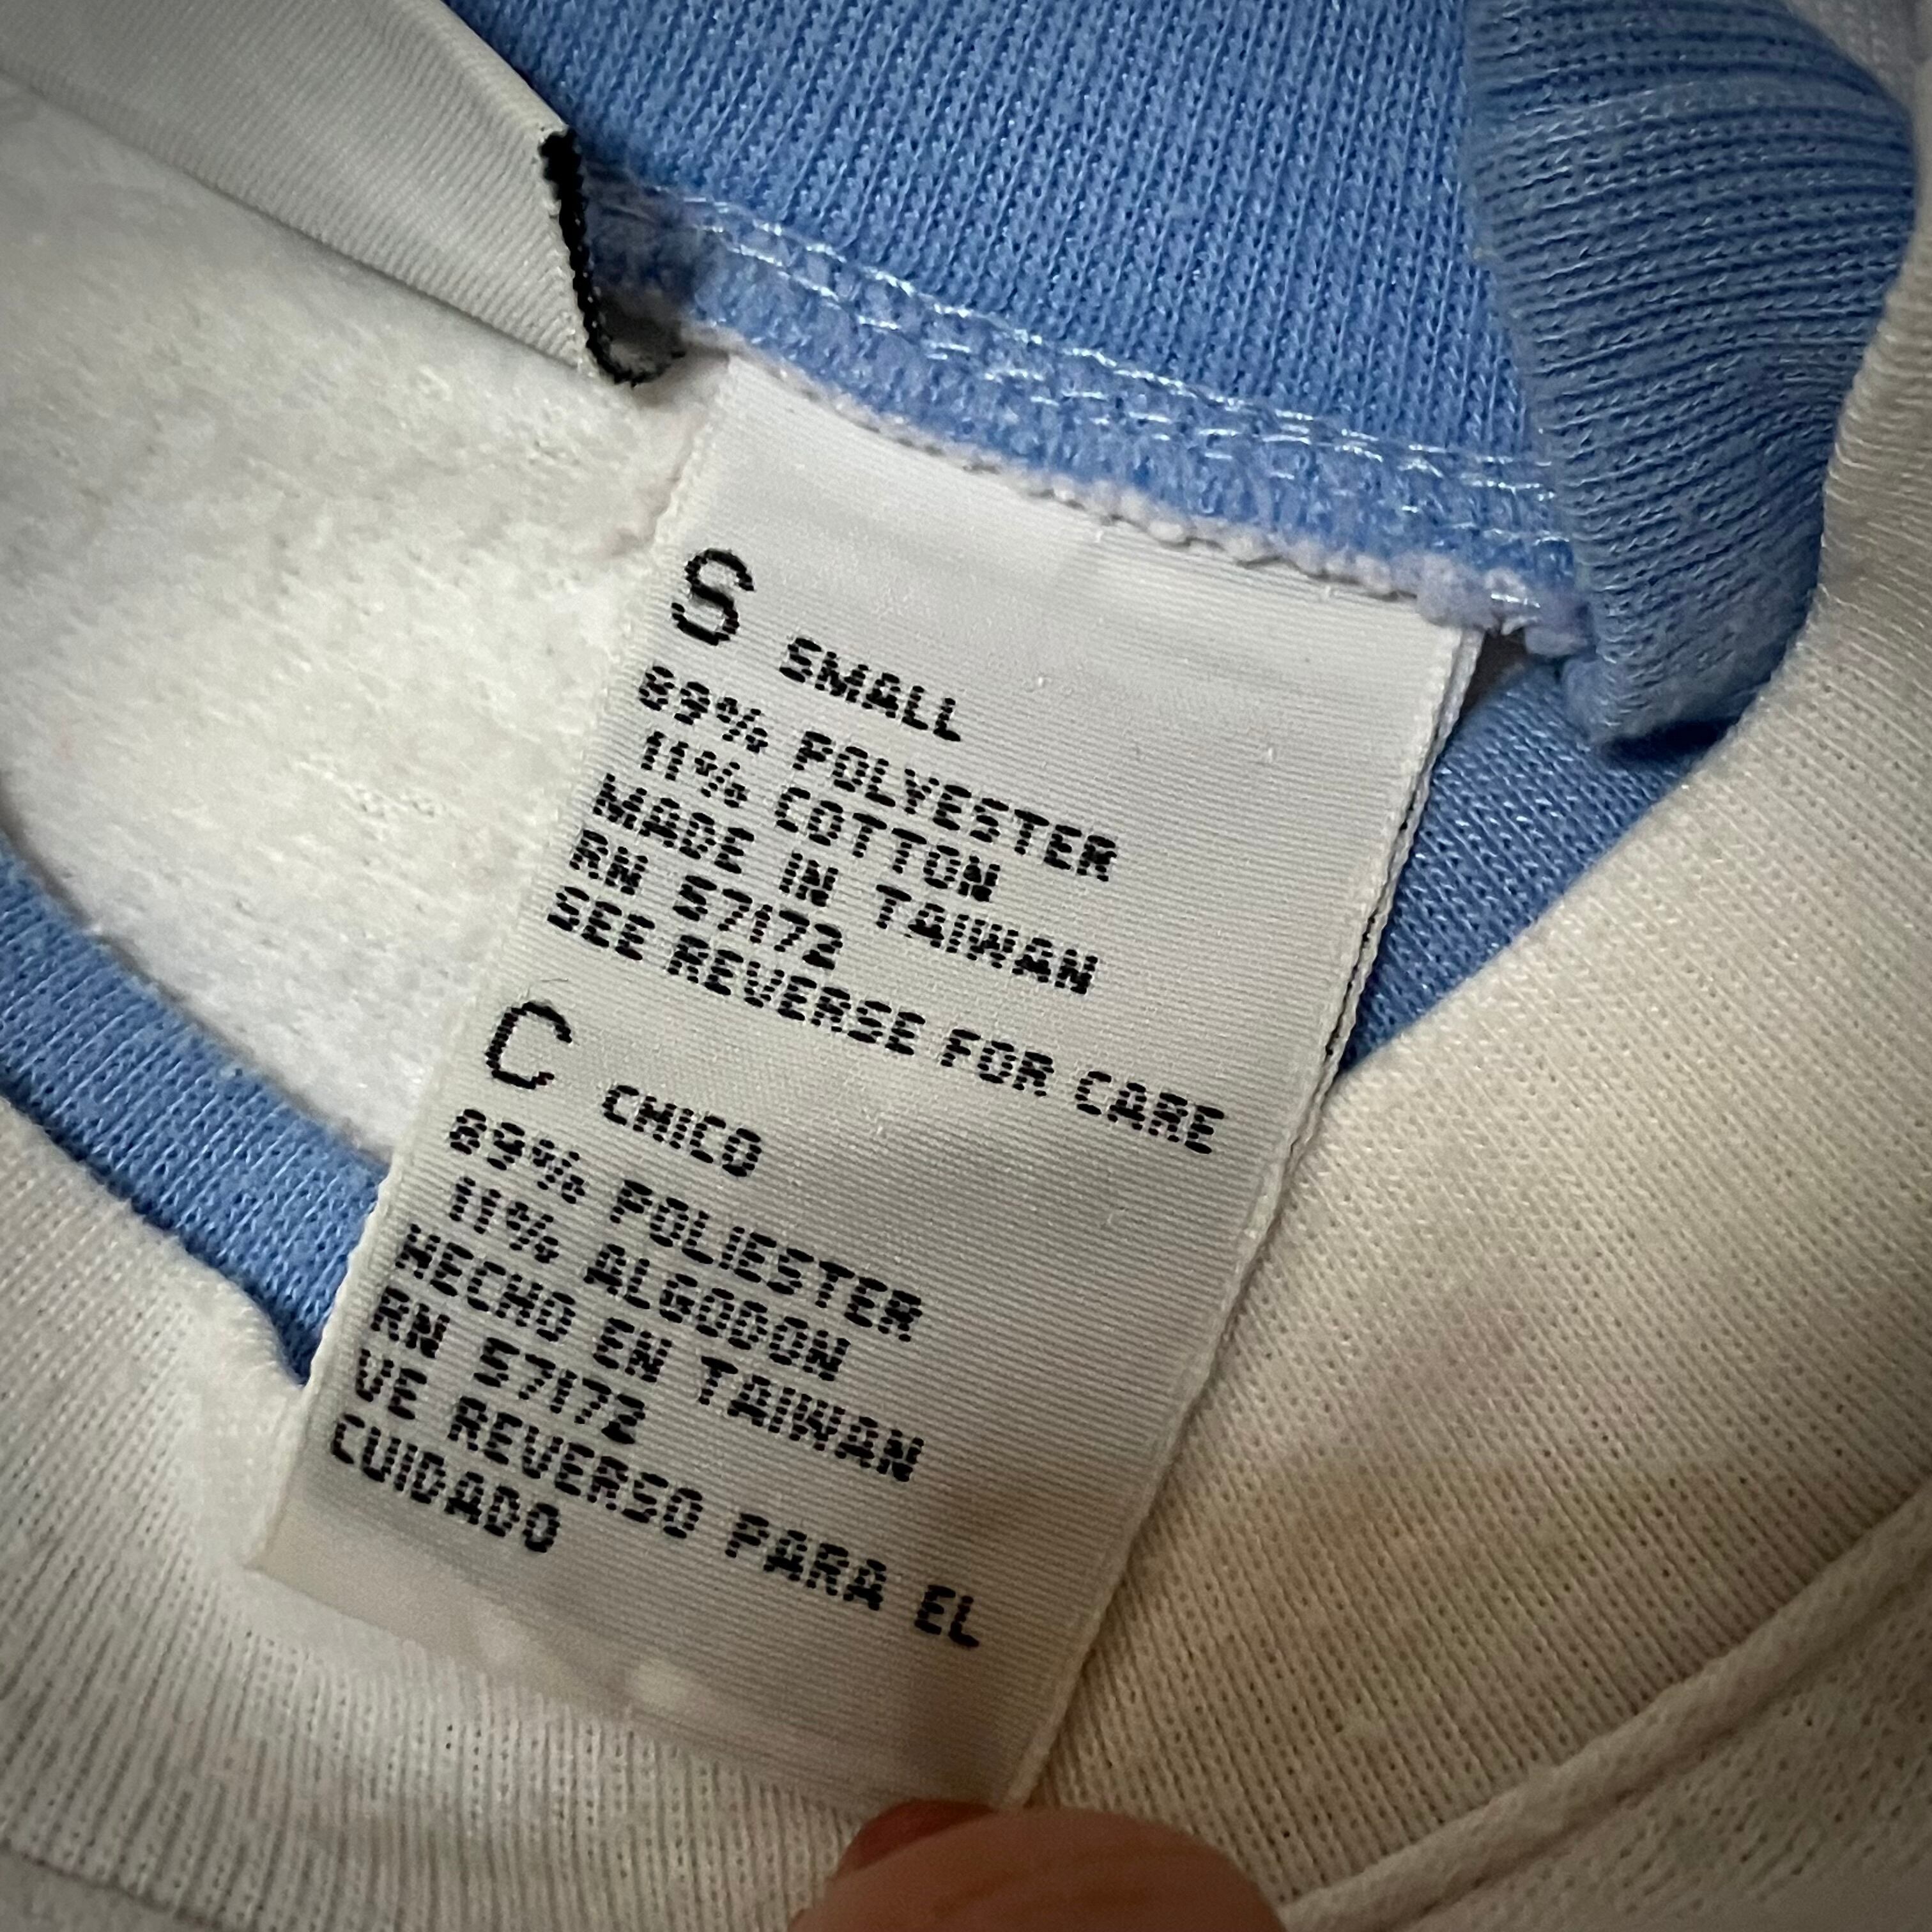 S SMALL
89% POLYESTER
11% COTTON
MADE IN TAIWAN
RN 57172
SEE REVERSE FOR CARE
C CHICO
89% POLIESTER
11% ALGODON
HECHO EN TAIWAN
RN 57172
VE REVERSO PARA EL
CUIDADO